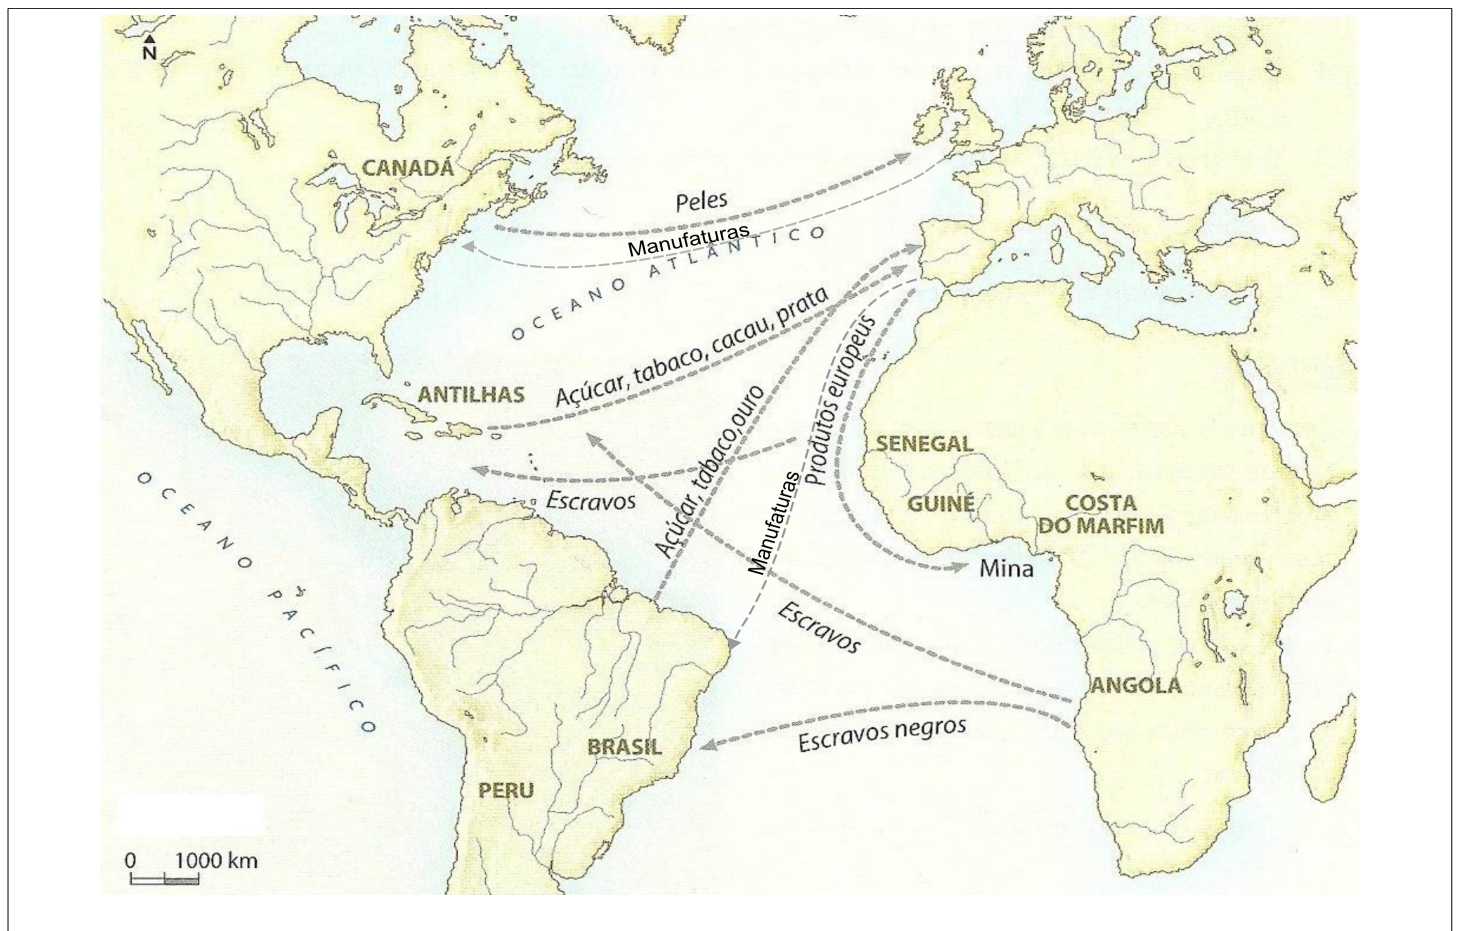 N
CANADÁ
Peles
Manufaturas
OCEANO ATLÂNTICO
Açúcar, tabaco, cacau, prata
ANTILHAS
Produtos europeus
Açúcar, tabaco, ouro
SENEGAL
Escravos
GUINÉ
COSTA
DO MARFIM
Manufaturas
OCEANO PACÍFICO
Mina
Escravos
ANGOLA
Escravos negros
BRASIL
PERU
0 1000 km